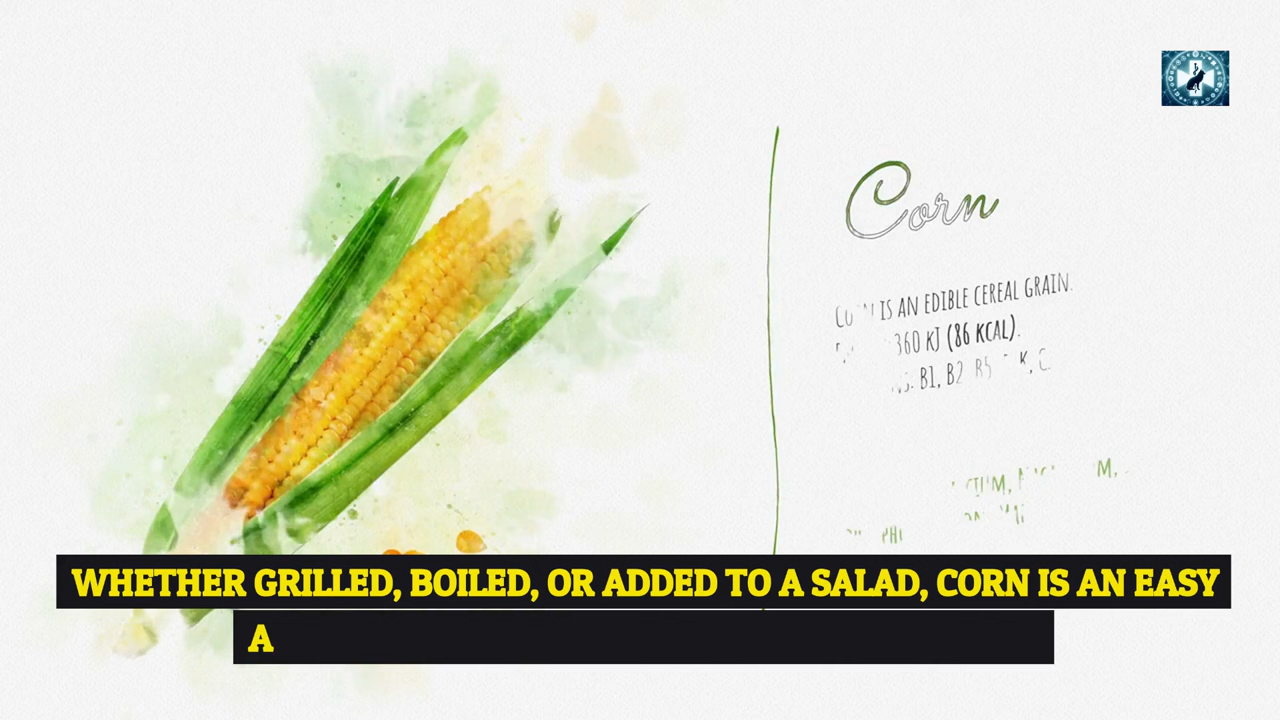 Corn
IS AN EDIBLE CEREAL GRAIN.
360 KJ (86 KCAL).
B1, B2
WHETHER GRILLED, BOILED, OR ADDED TO A SALAD, CORN IS AN EASY
A